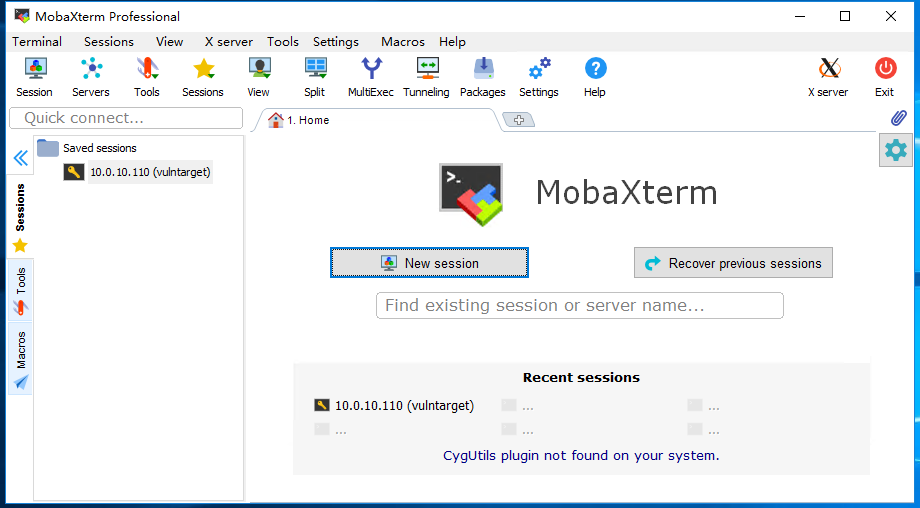 MobaXterm Professional
Terminal Sessions View X server Tools Settings Macros Help
Session Servers Tools Sessions View Split MultiExec Tunneling Packages Settings Help X server Exit
Quick connect...
1. Home
Saved sessions
10.0.10.110 (vulntarget)
Sessions
Tools
Macros
>_
MobaXterm
New session
Recover previous sessions
Find existing session or server name...
Recent sessions
10.0.10.110 (vulntarget) ... ...
... ... ...
CygUtils plugin not found on your system.